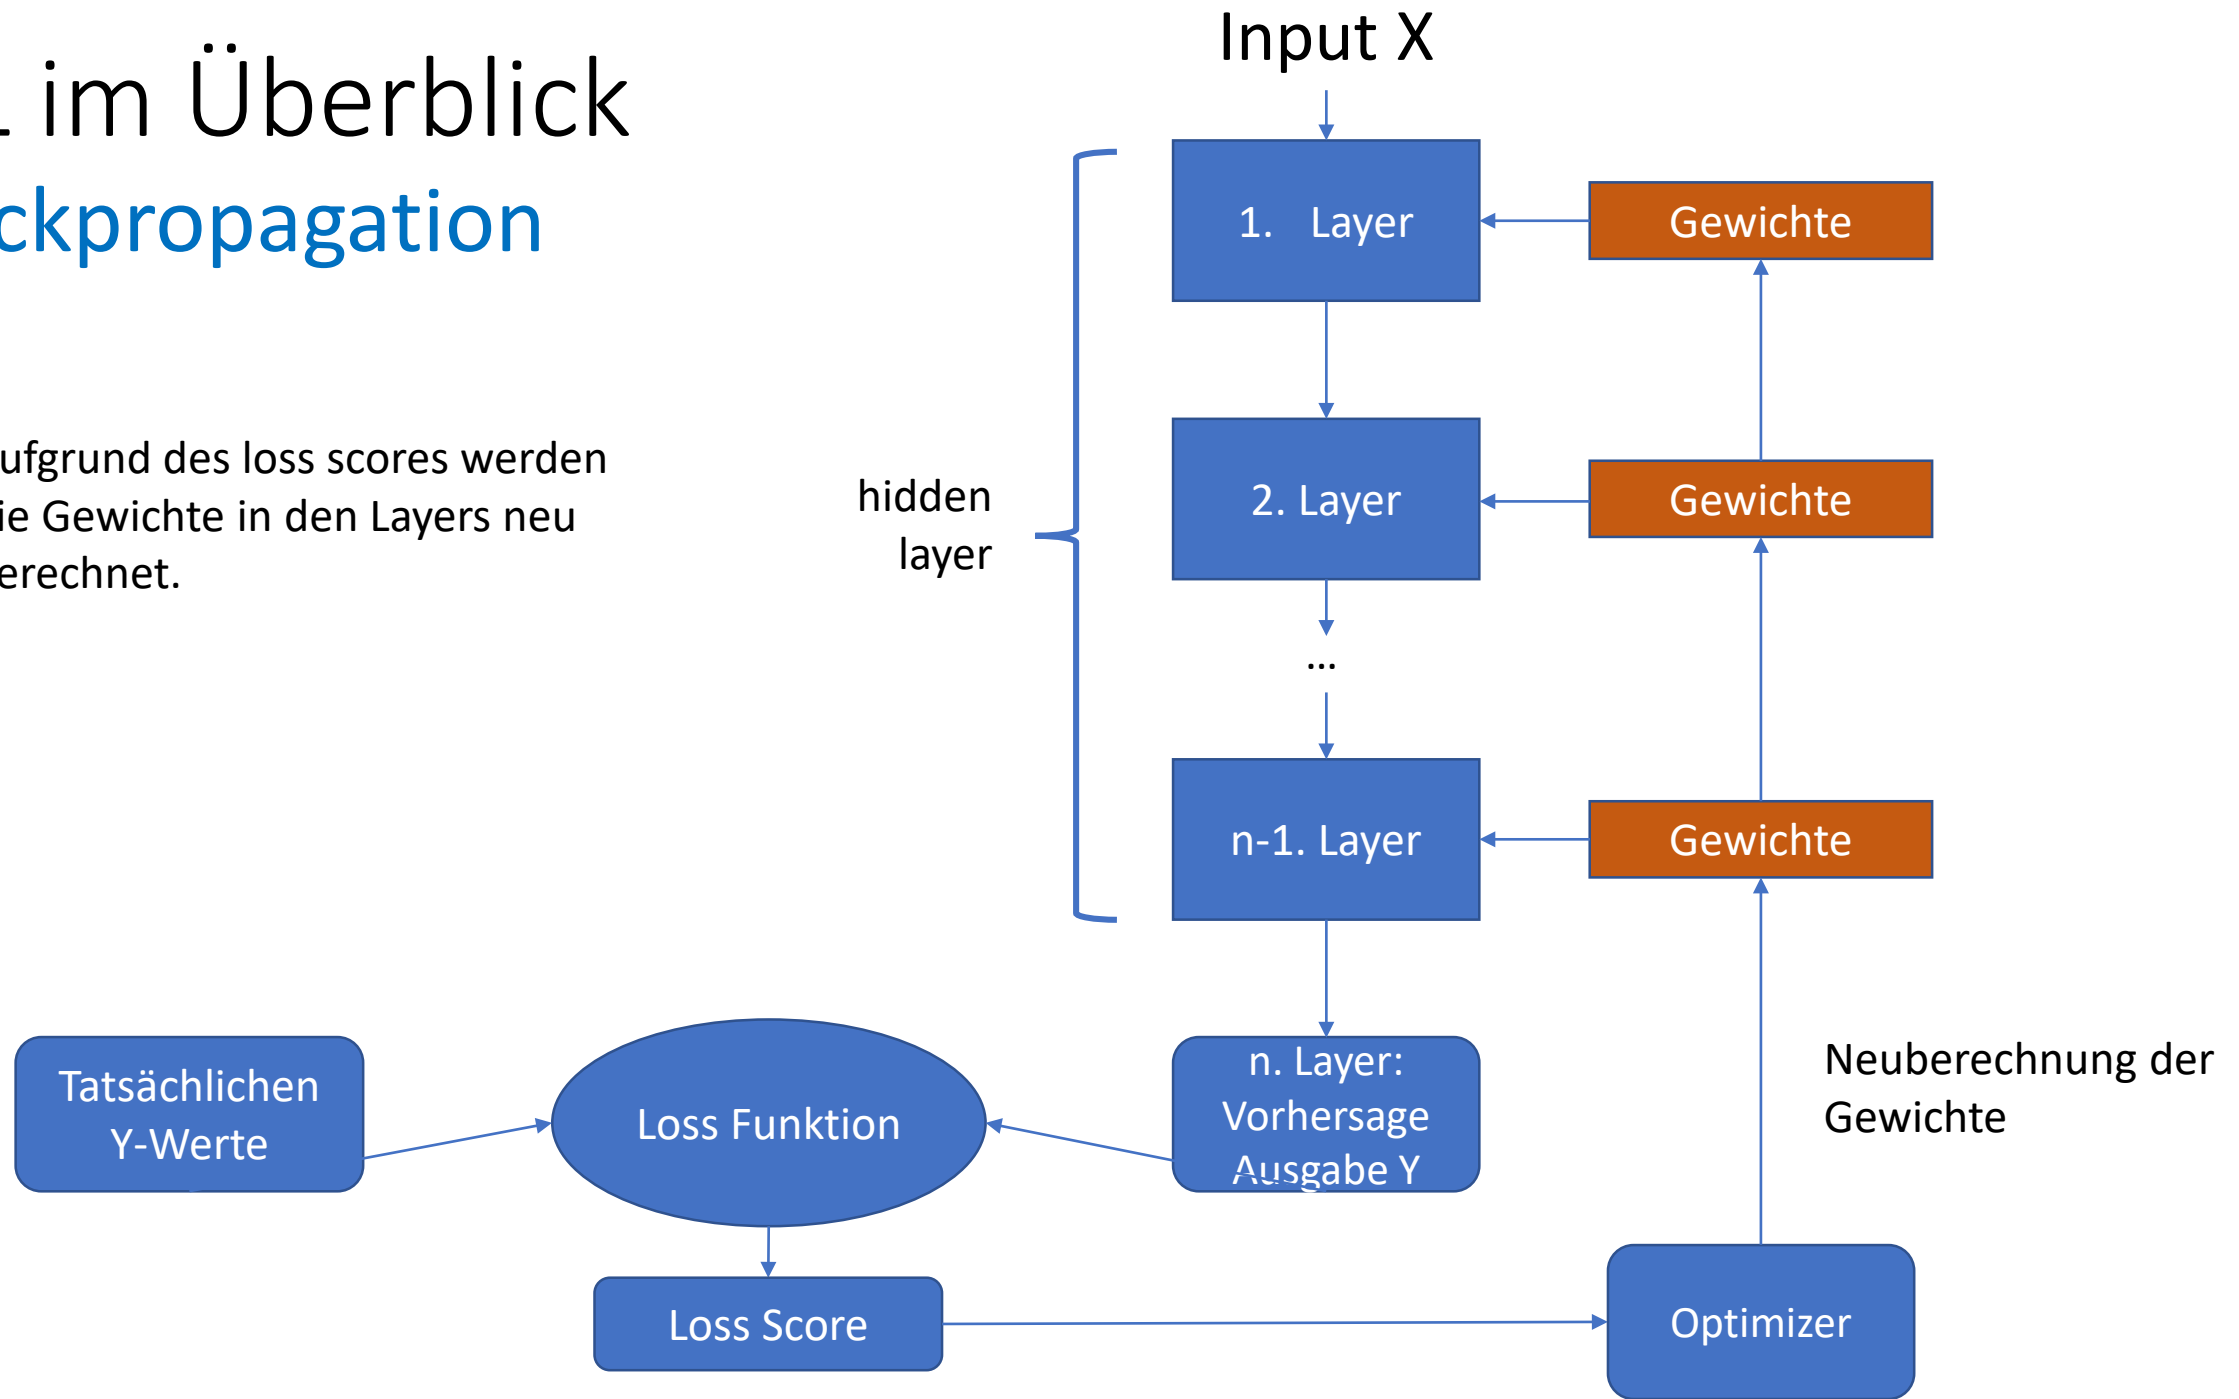 im Überblick
ckpropagation
ufgrund des loss scores werden
ie Gewichte in den Layers neu
erechnet.
Input X
1. Layer
Gewichte
hidden
layer
2. Layer
Gewichte
...
n-1. Layer
Gewichte
Tatsächlichen
Y-Werte
Loss Funktion
n. Layer:
Vorhersage
Ausgabe Y
Neuberechnung der
Gewichte
Loss Score
Optimizer